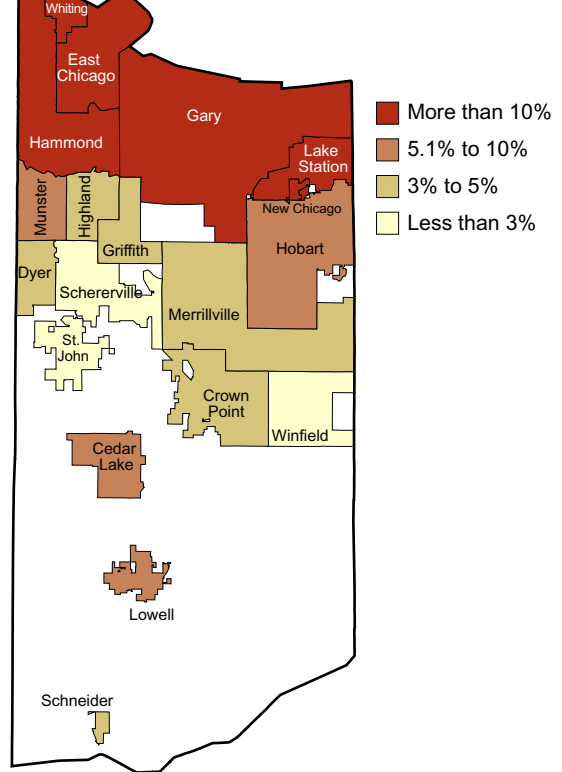 Whiting
East
Chicago
Gary
Hammond
Lake
Station
Munster
Highland
New Chicago
Griffith
Hobart
Dyer
Schererville
Merrillville
St.
John
Crown
Point
Winfield
Cedar
Lake
Lowell
Schneider
More than 10%
5.1% to 10%
3% to 5%
Less than 3%